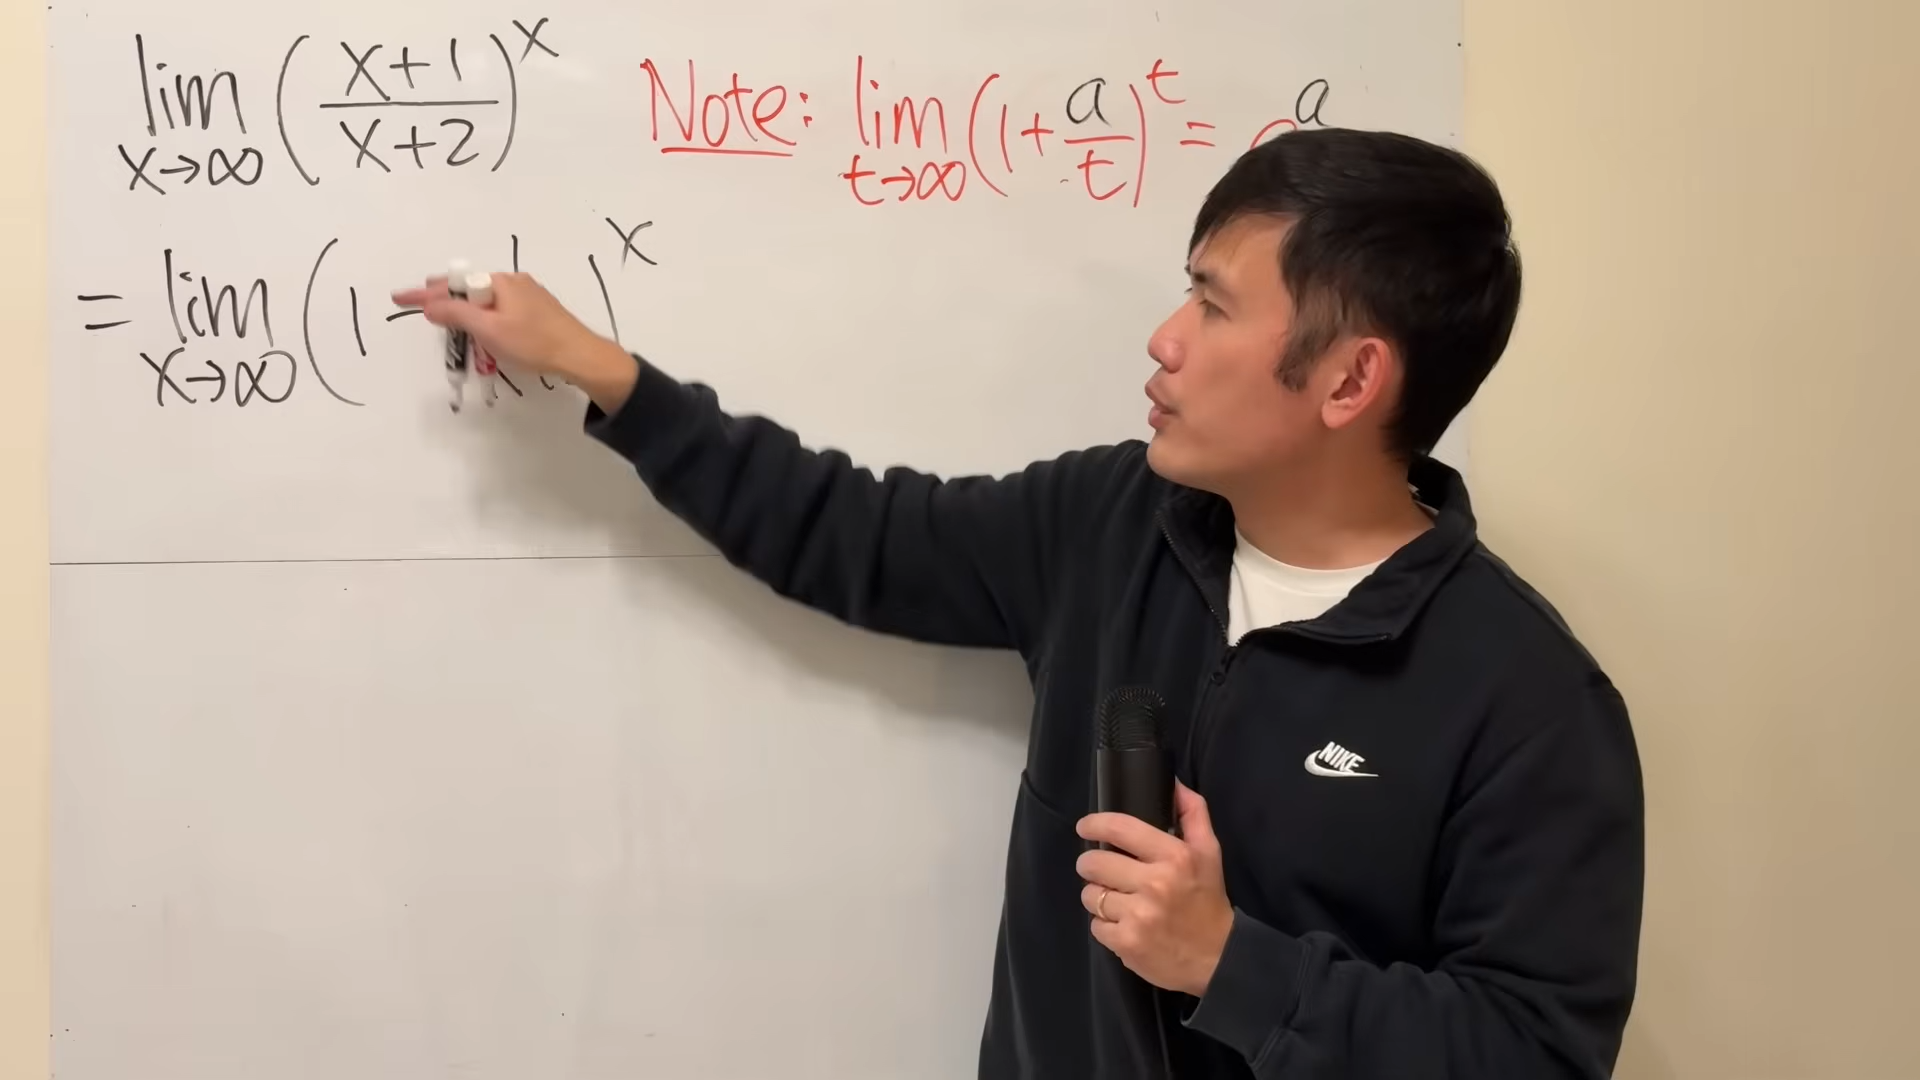 lim x→∞ (x+1/x+2)^x
Note: lim t→∞ (1+a/t)^t = e^a
= lim x→∞ (1-)^x
NIKE